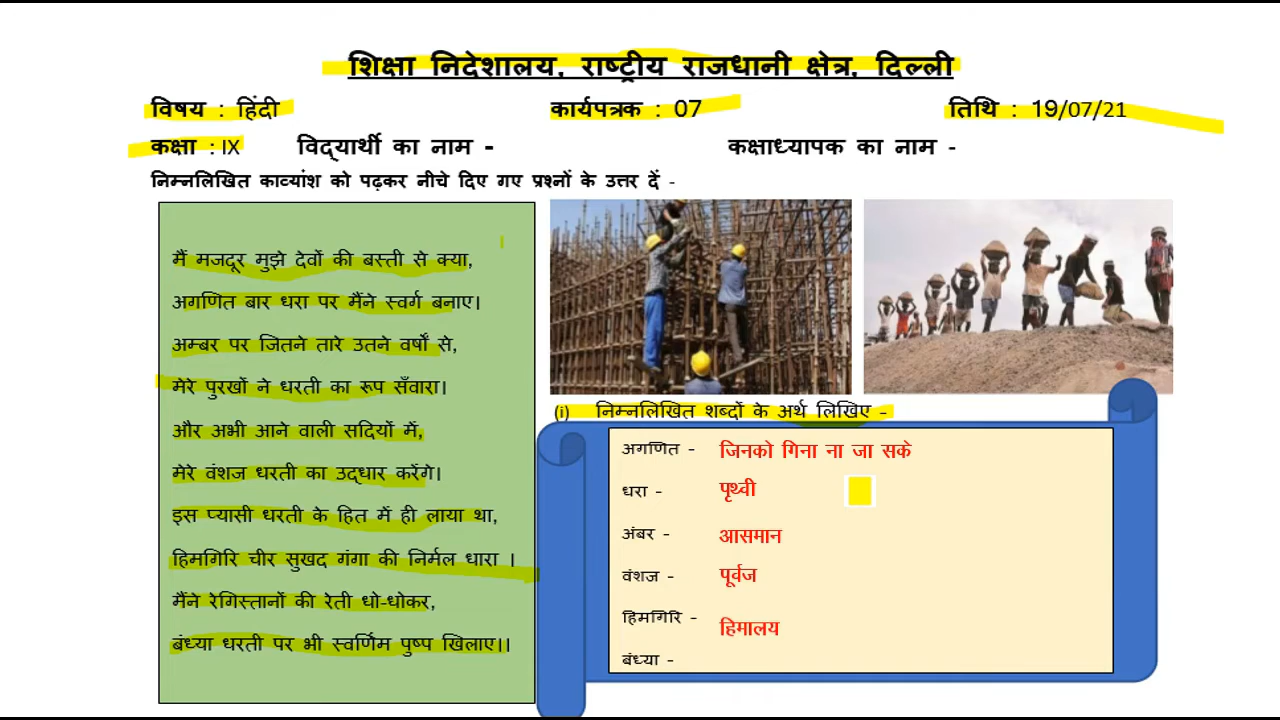 शिक्षा निदेशालय, राष्ट्रीय राजधानी क्षेत्र, दिल्ली
विषय : हिंदी कार्यपत्रक : 07 तिथि : 19/07/21
कक्षा : IX विद्यार्थी का नाम - कक्षाध्यापक का नाम -
निम्नलिखित काव्यांश को पढ़कर नीचे दिए गए प्रश्नों के उत्तर दें -
मैं मजदूर मुझे देवों की बस्ती से क्या,
अगणित बार धरा पर मैंने स्वर्ग बनाए।
अम्बर पर जितने तारे उतने वर्षों से,
मेरे पुरखों ने धरती का रूप सँवारा।
और अभी आने वाली सदियों में,
मेरे वंशज धरती का उद्धार करेंगे।
इस प्यासी धरती के हित में ही लाया था,
हिमगिरि चीर सुखद गंगा की निर्मल धारा ।
मैंने रेगिस्तानों की रेती धो-धोकर,
बंध्या धरती पर भी स्वर्णिम पुष्प खिलाए।।
(i) निम्नलिखित शब्दों के अर्थ लिखिए -
अगणित - जिनको गिना ना जा सके
धरा - पृथ्वी
अंबर - आसमान
वंशज - पूर्वज
हिमगिरि - हिमालय
बंध्या -